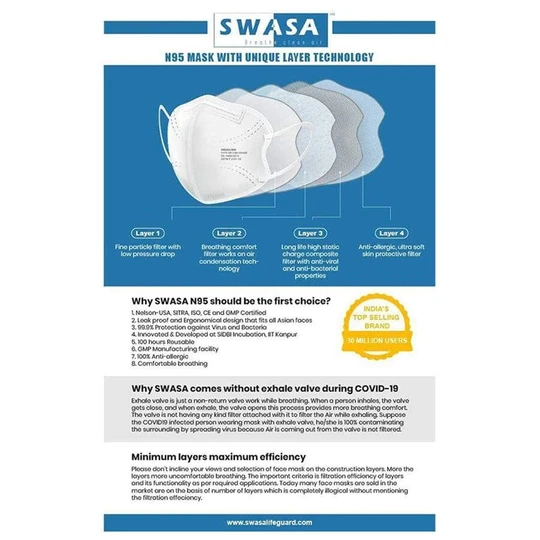 SWASA
Breathe clean air
N95 MASK WITH UNIQUE LAYER TECHNOLOGY
Layer 1
Fine particle filter with
low pressure drop
Layer 2
Breathing comfort
filter works on air
condensation tech-
nology
Layer 3
Long life high static
charge composite
filter with anti-viral
and anti-bacterial
properties
Layer 4
Anti-allergic, ultra soft
skin protective filter
Why SWASA N95 should be the first choice?
1. Nelson-USA, SITRA, ISO, CE and GMP Certified
2. Leak proof and Ergonomical design that fits all Asian faces
3. 99.9% Protection against Virus and Bacteria
4. Innovated & Developed at SIDBI Incubation, IIT Kanpur
5. 100 hours Reusable
6. GMP Manufacturing facility
7. 100% Anti-allergic
8. Comfortable breathing
INDIA'S
TOP SELLING
BRAND
10 MILLION USERS
Why SWASA comes without exhale valve during COVID-19
Exhale valve is just a non-return valve work while breathing. When a person inhales, the valve
gets close, and when exhale, the valve opens this process provides more breathing comfort.
The valve is not having any kind filter attached with it to filter the Air while exhaling. Suppose
the COVID19 infected person wearing mask with exhale valve, he/she is 100% contaminating
the surrounding by spreading virus because Air is coming out from the valve is not filtered.
Minimum layers maximum efficiency
Please don't incline your views and selection of face mask on the construction layers. More the
layers more uncomfortable breathing. The important criteria is filtration efficiency of layers
and its functionality as per required applications. Today many face masks are sold in the
market are on the basis of number of layers which is completely illogical without mentioning
the filtration effeciency.
www.swasalifeguard.com